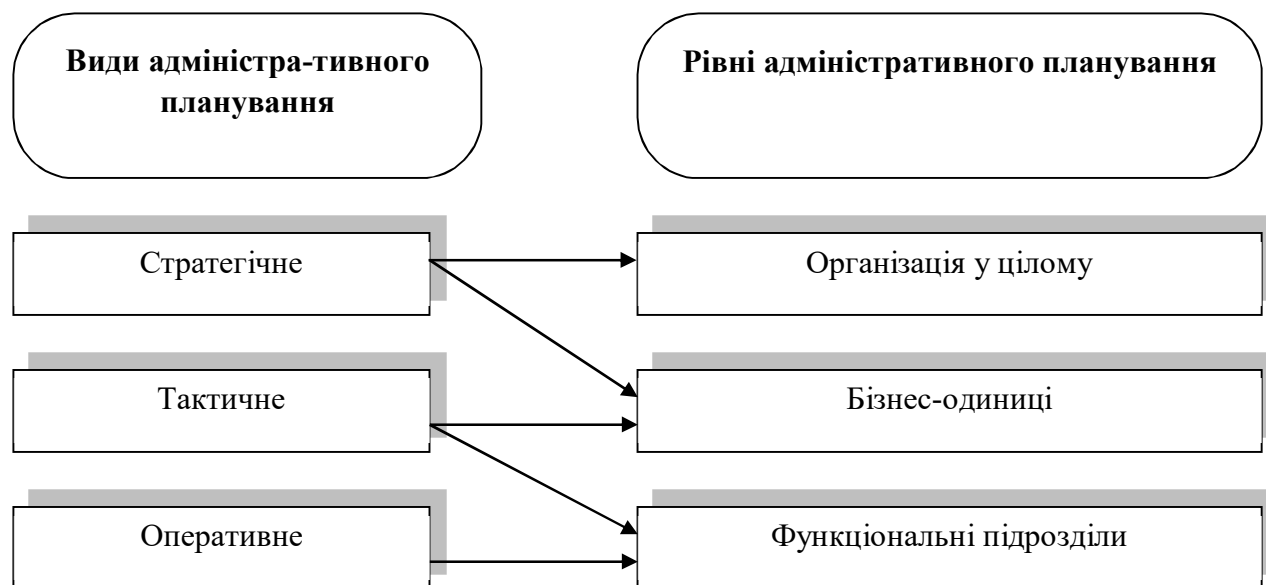 Види адміністра-тивного
планування
Рівні адміністративного планування
Стратегічне
Організація у цілому
Тактичне
Бізнес-одиниці
Оперативне
Функціональні підрозділи